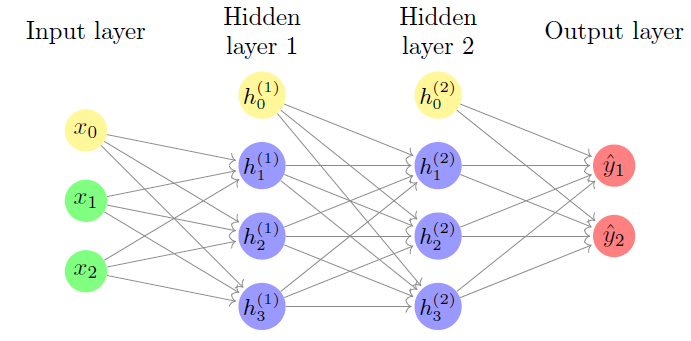 Input layer
Hidden
layer 1
Hidden
layer 2
Output layer
x₀
x₁
x₂
h₀⁽¹⁾
h₁⁽¹⁾
h₂⁽¹⁾
h₃⁽¹⁾
h₀⁽²⁾
h₁⁽²⁾
h₂⁽²⁾
h₃⁽²⁾
ŷ₁
ŷ₂